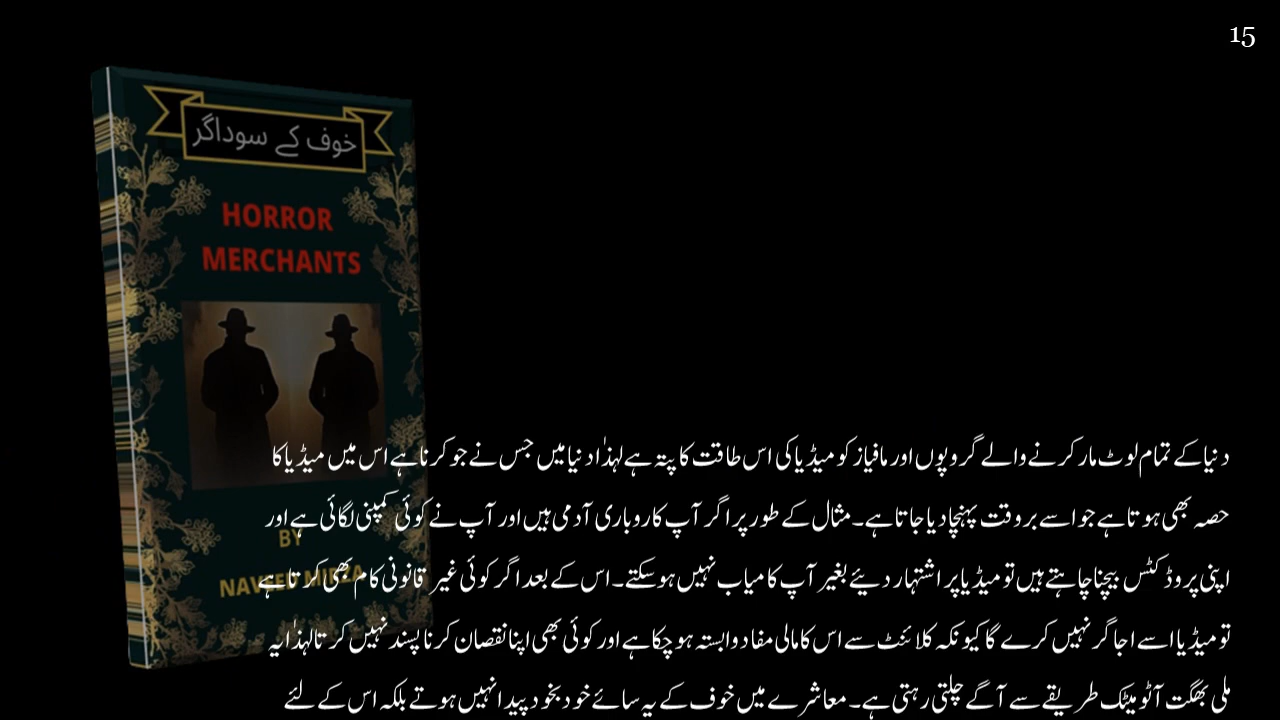 15
خوف کے سوداگر
HORROR
MERCHANTS
دنیا کے تمام لوٹ مار کرنے والے گروپوں اور مافیاز کو میڈیا کی اس طاقت کا پتہ ہے لہذٰا دنیا میں جس نے جو کرنا ہے اس میں میڈیا کا
حصہ بھی ہوتا ہے جو اسے بروقت پہنچا دیا جاتا ہے۔ مثال کے طور پر اگر آپ کاروباری آدمی ہیں اور آپ نے کوئی کمپنی لگائی ہے اور
BY
اپنی پروڈکٹس بیچنا چاہتے ہیں تو میڈیا پر اشتہار دیئے بغیر آپ کامیاب نہیں ہو سکتے۔ اس کے بعد اگر کوئی غیر قانونی کام بھی کرتا ہے
NAVEED MIRZA
تو میڈیا اسے اجاگر نہیں کرے گا کیونکہ کلائنٹ سے اس کا مالی مفاد وابستہ ہو چکا ہے اور کوئی بھی اپنا نقصان کرنا پسند نہیں کرتا لہذٰا یہ
ملی بھگت آٹو میٹک طریقے سے آگے چلتی رہتی ہے۔ معاشرے میں خوف کے یہ سائے خود بخود پیدا نہیں ہوتے بلکہ اس کے لئے